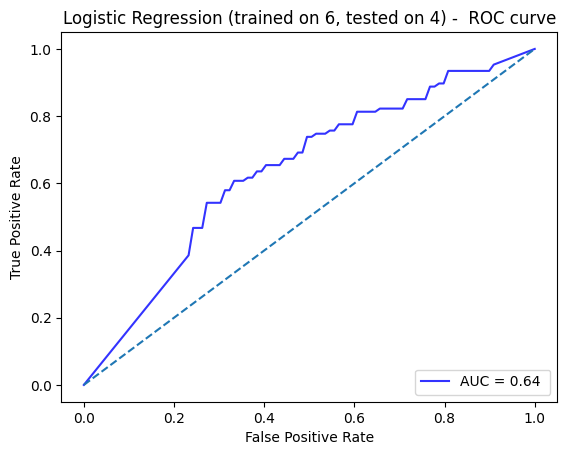 Logistic Regression (trained on 6, tested on 4) -  ROC curve
1.0
0.8
0.6
0.4
0.2
0.0
True Positive Rate
AUC = 0.64
0.0 0.2 0.4 0.6 0.8 1.0
False Positive Rate